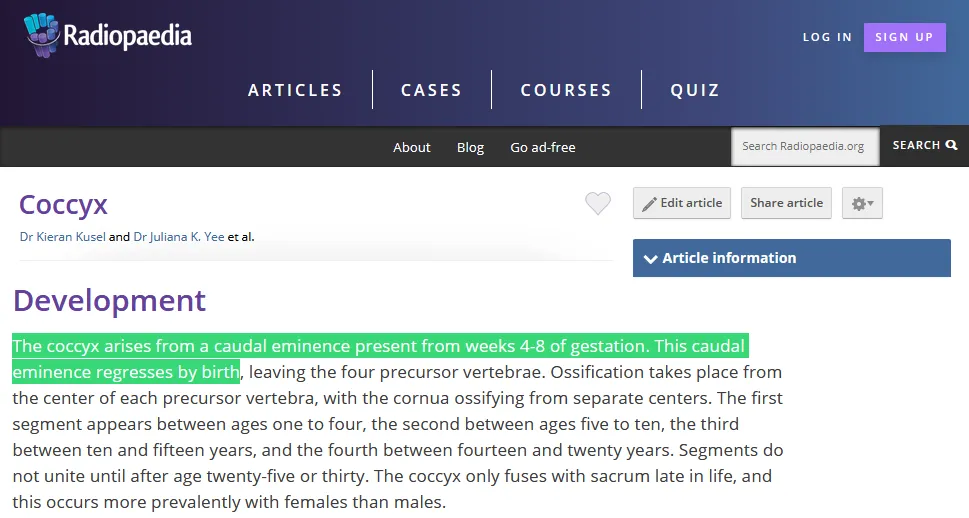 Radiopaedia
LOG IN
SIGN UP
ARTICLES
CASES
COURSES
QUIZ
About
Blog
Go ad-free
Search Radiopaedia.org
SEARCH
Coccyx
Edit article
Share article
Dr Kieran Kusel and Dr Juliana K. Yee et al.
Article information
Development
The coccyx arises from a caudal eminence present from weeks 4-8 of gestation. This caudal
eminence regresses by birth, leaving the four precursor vertebrae. Ossification takes place from
the center of each precursor vertebra, with the cornua ossifying from separate centers. The first
segment appears between ages one to four, the second between ages five to ten, the third
between ten and fifteen years, and the fourth between fourteen and twenty years. Segments do
not unite until after age twenty-five or thirty. The coccyx only fuses with sacrum late in life, and
this occurs more prevalently with females than males.